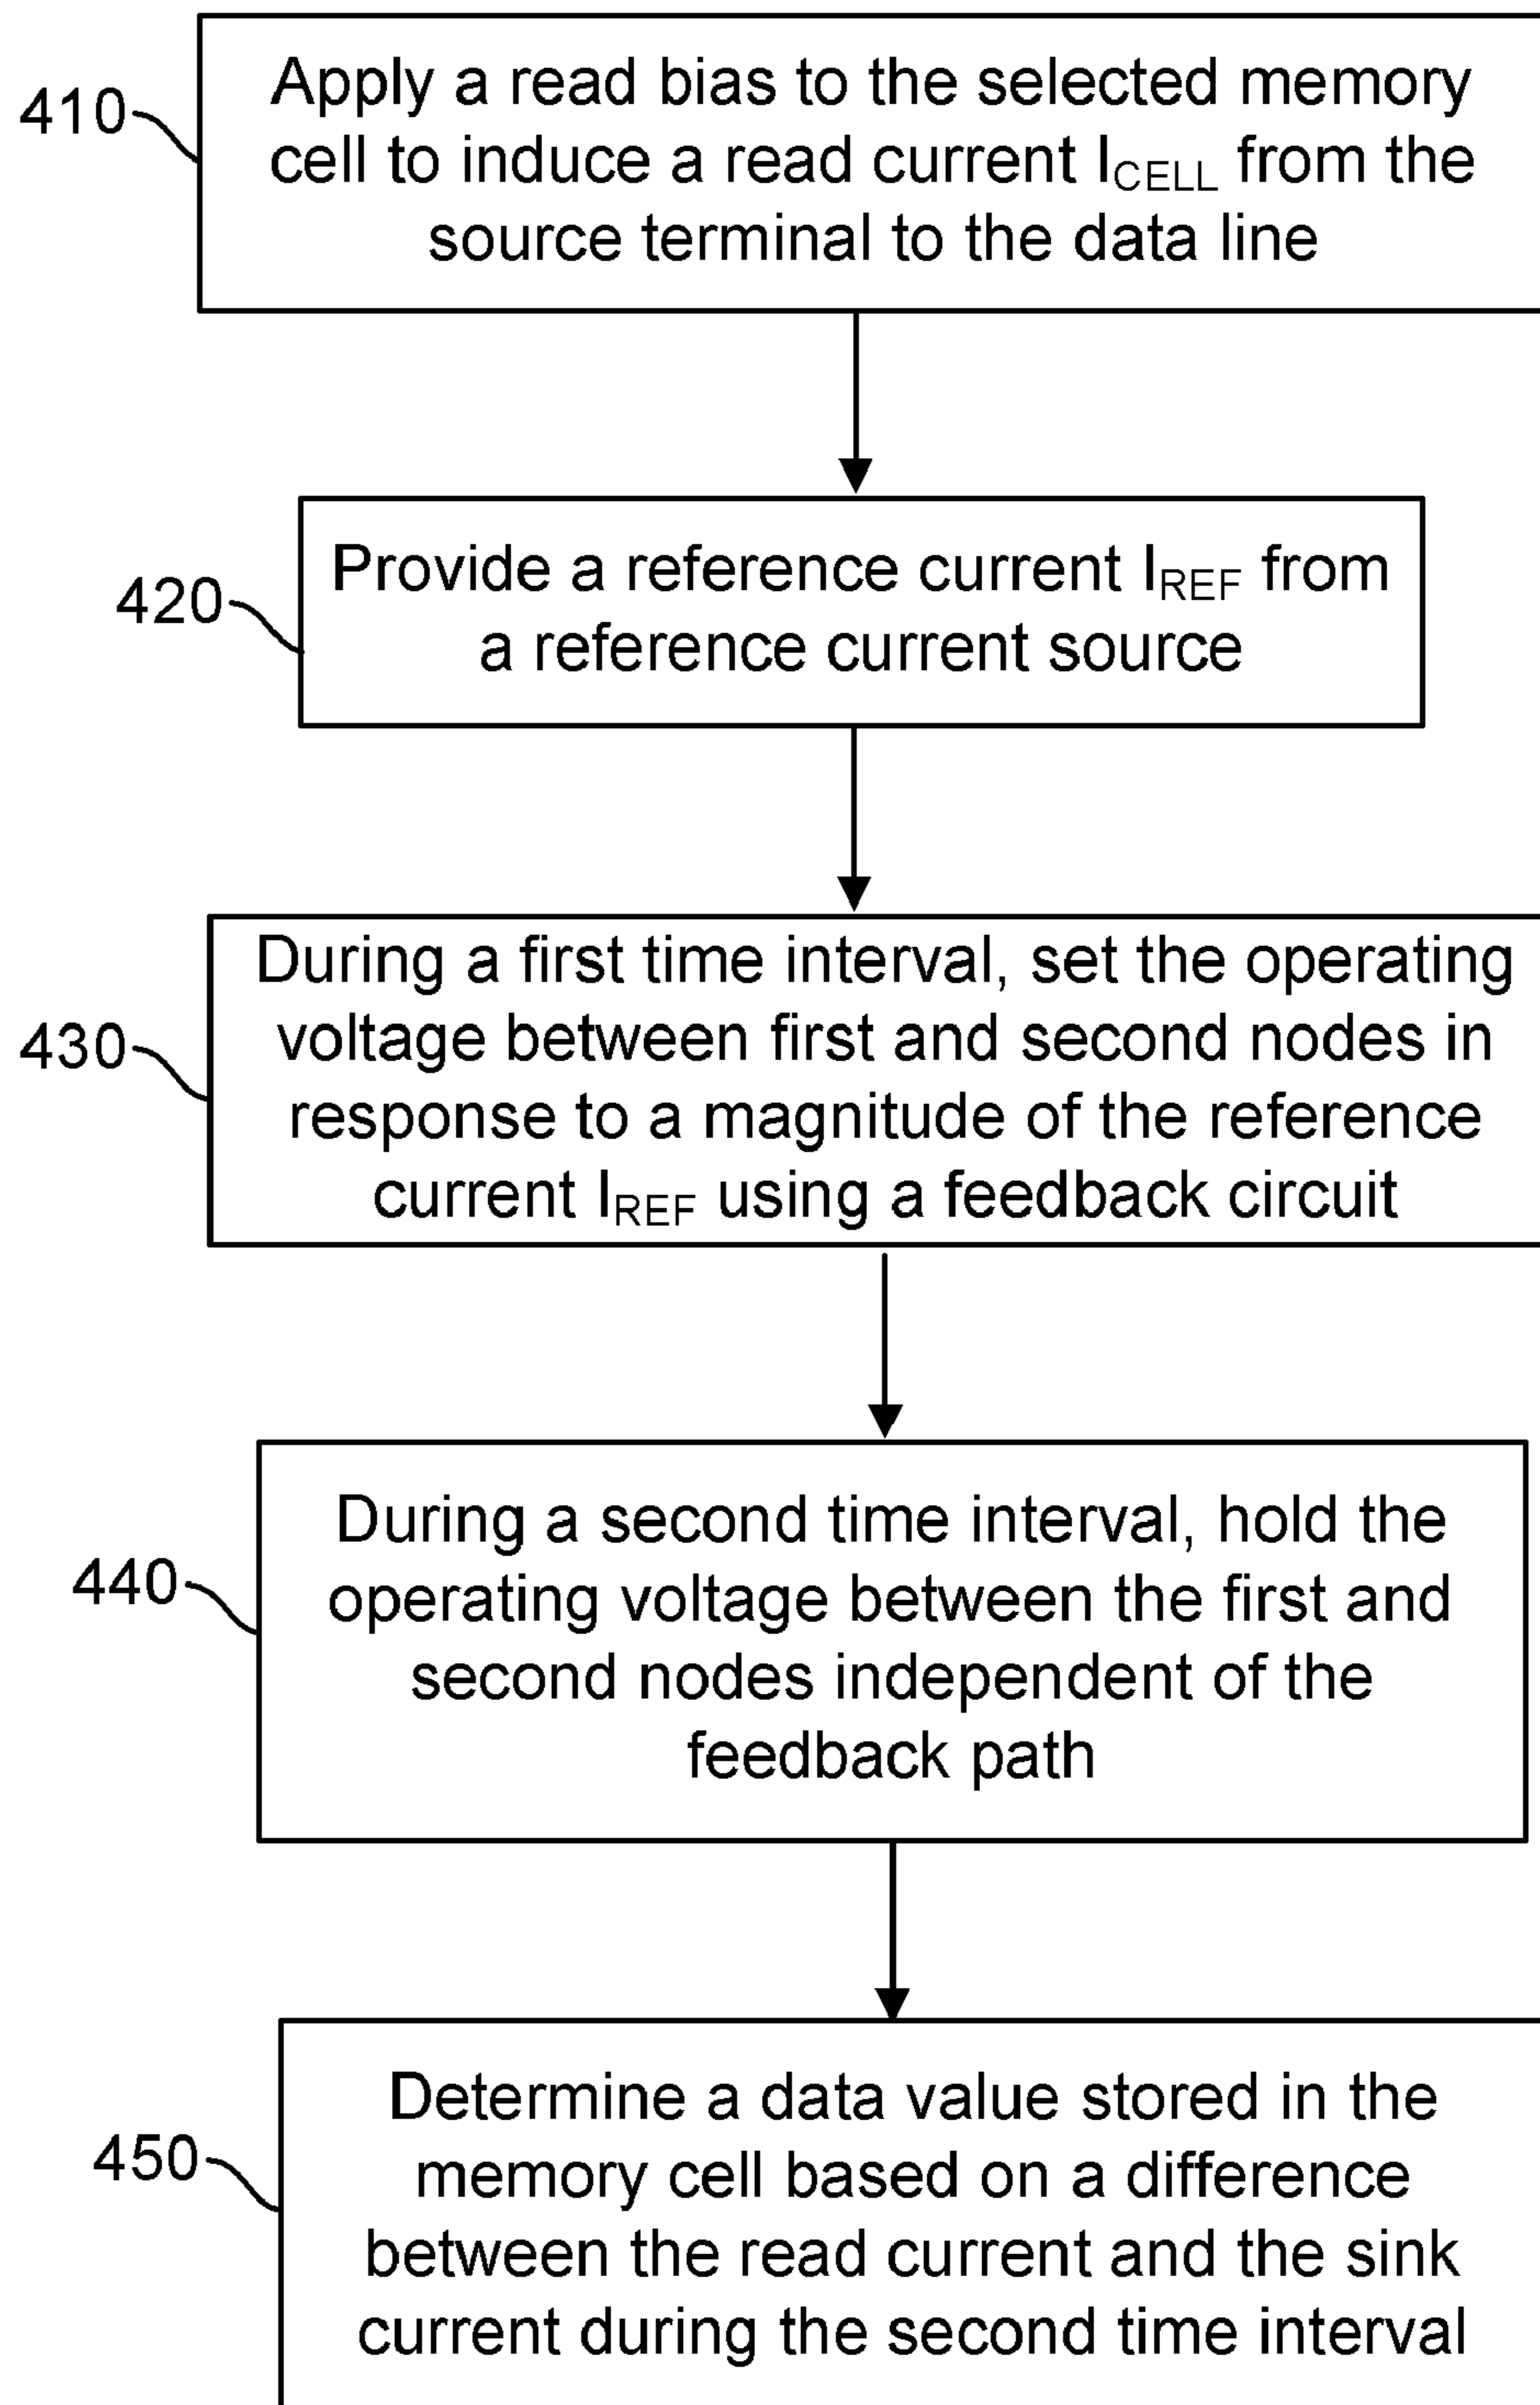 410
Apply a read bias to the selected memory
cell to induce a read current ICELL from the
source terminal to the data line
420
Provide a reference current IREF from
a reference current source
430
During a first time interval, set the operating
voltage between first and second nodes in
response to a magnitude of the reference
current IREF using a feedback circuit
440
During a second time interval, hold the
operating voltage between the first and
second nodes independent of the
feedback path
450
Determine a data value stored in the
memory cell based on a difference
between the read current and the sink
current during the second time interval